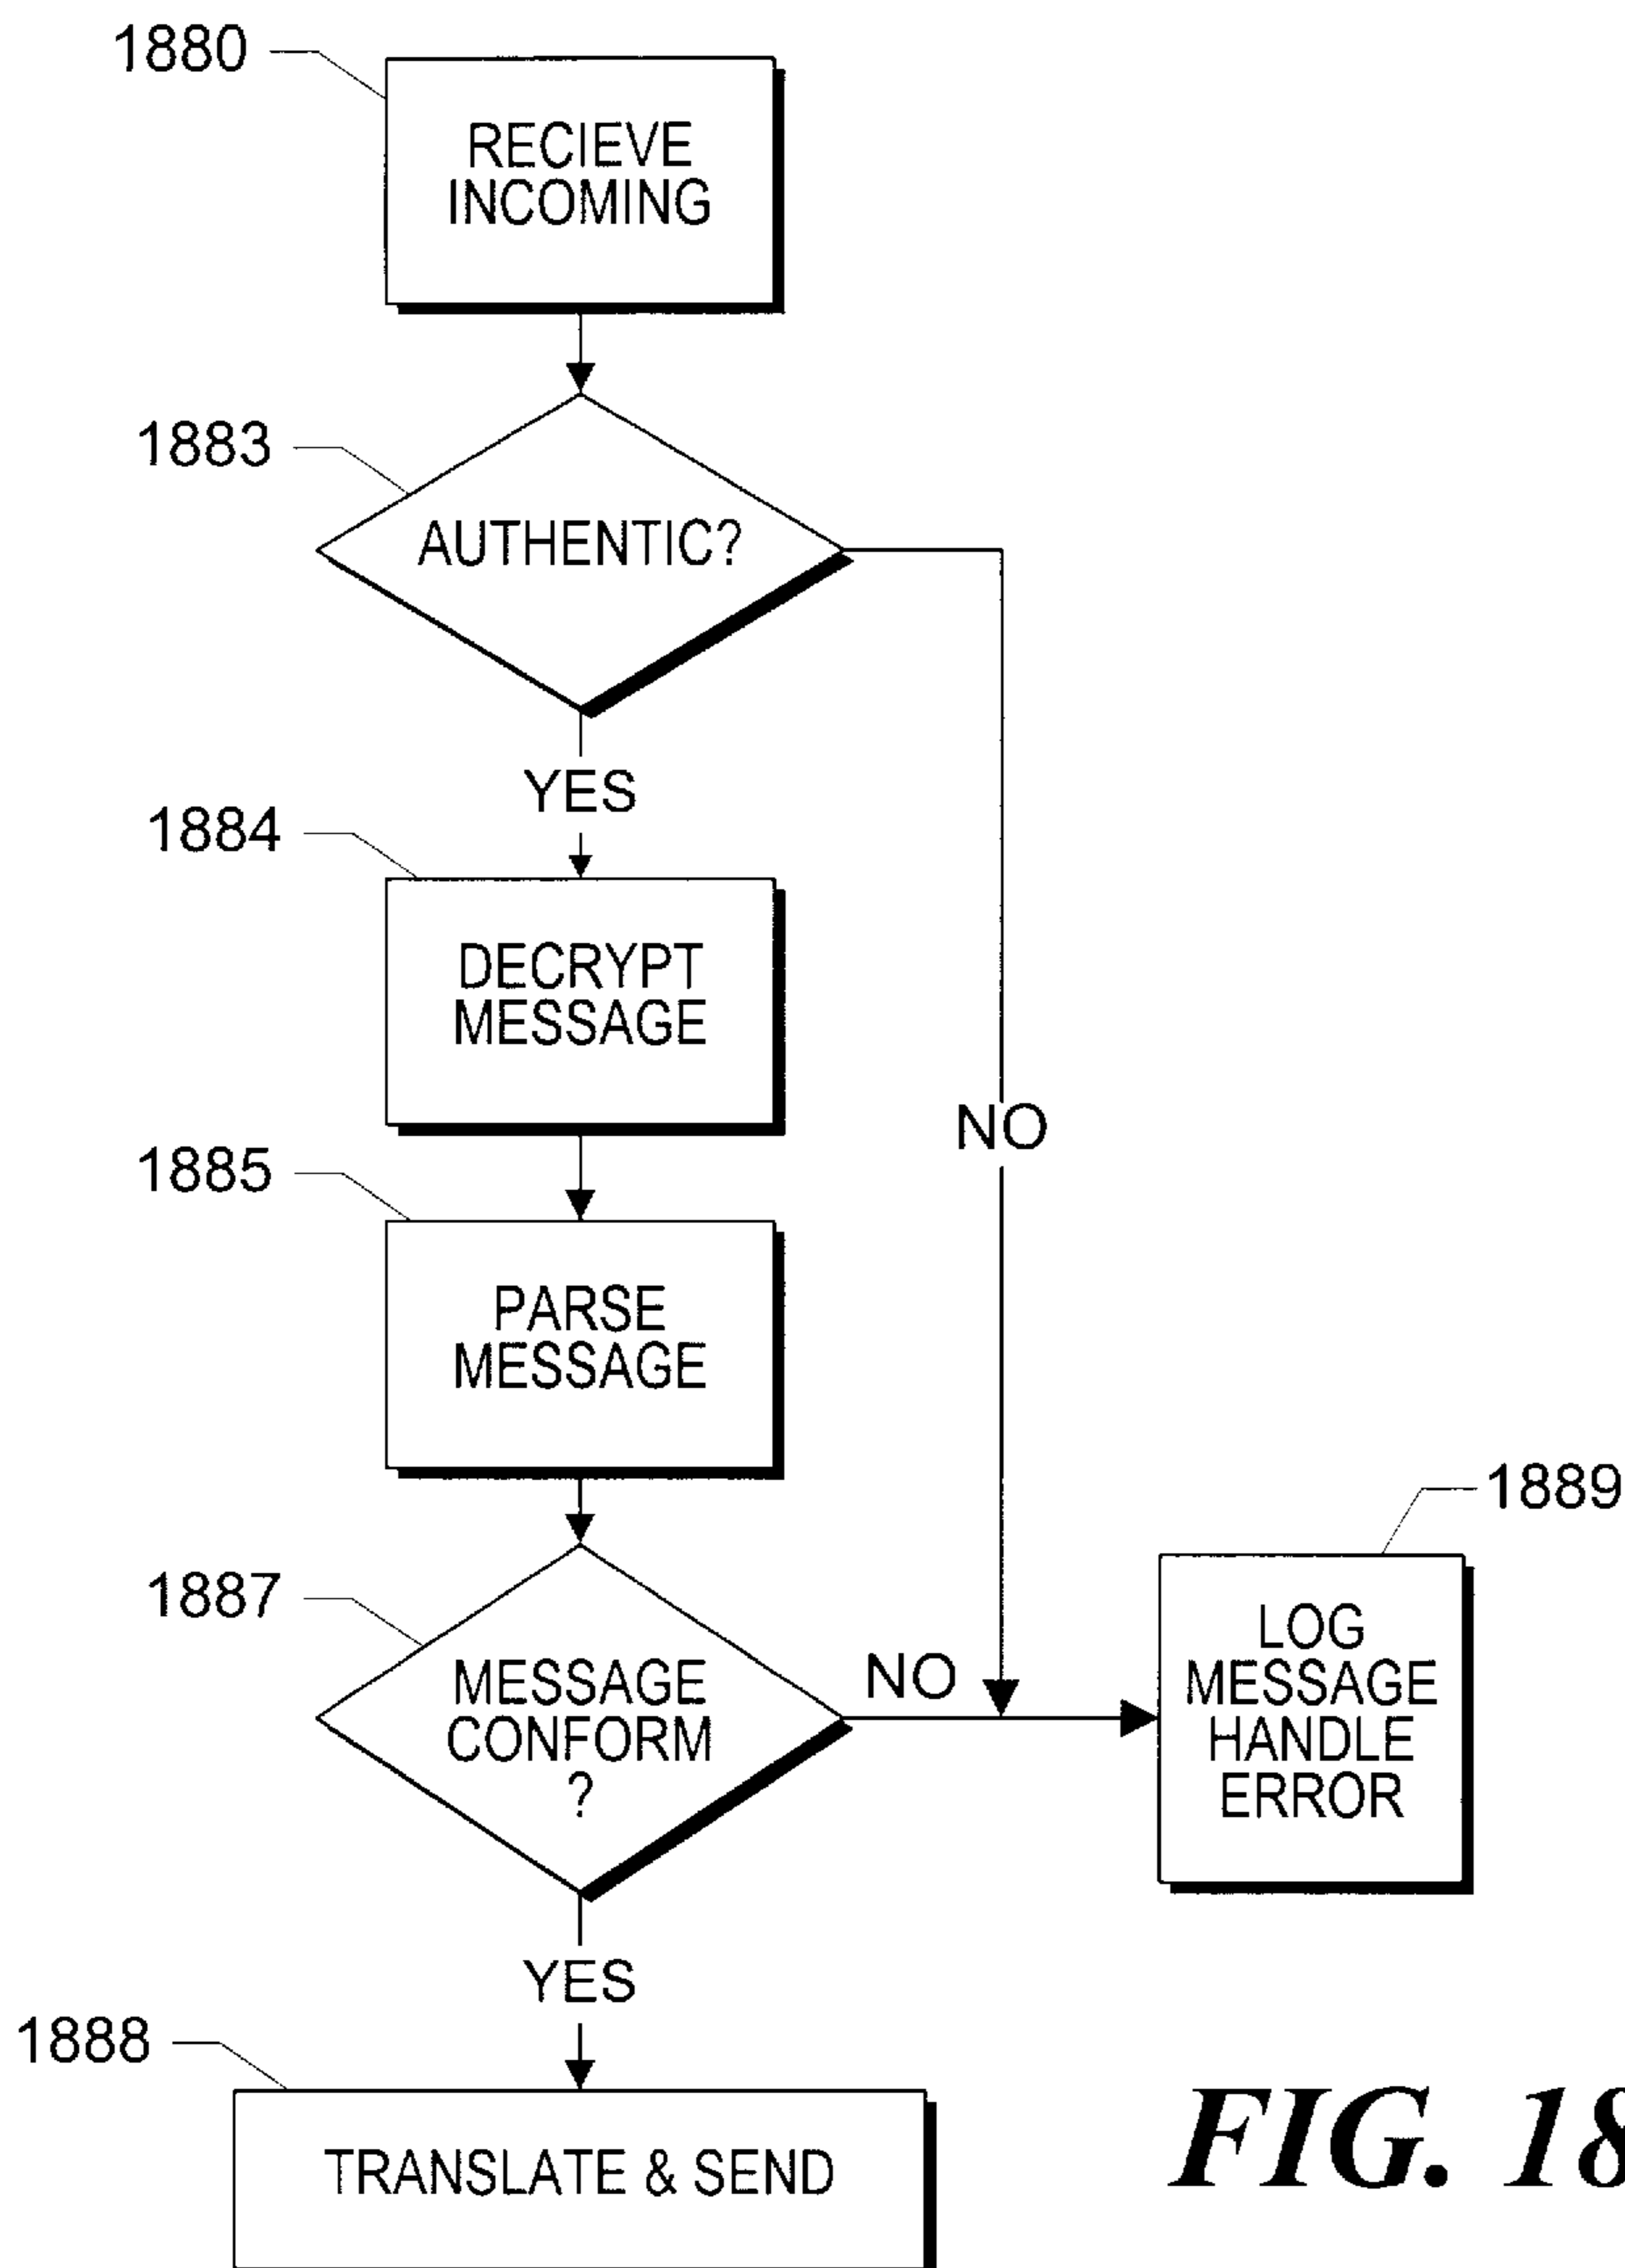 1880
RECIEVE
INCOMING
1883
AUTHENTIC?
YES
1884
DECRYPT
MESSAGE
NO
1885
PARSE
MESSAGE
1889
1887
MESSAGE
CONFORM
?
NO
LOG
MESSAGE
HANDLE
ERROR
YES
1888
TRANSLATE & SEND
FIG. 18